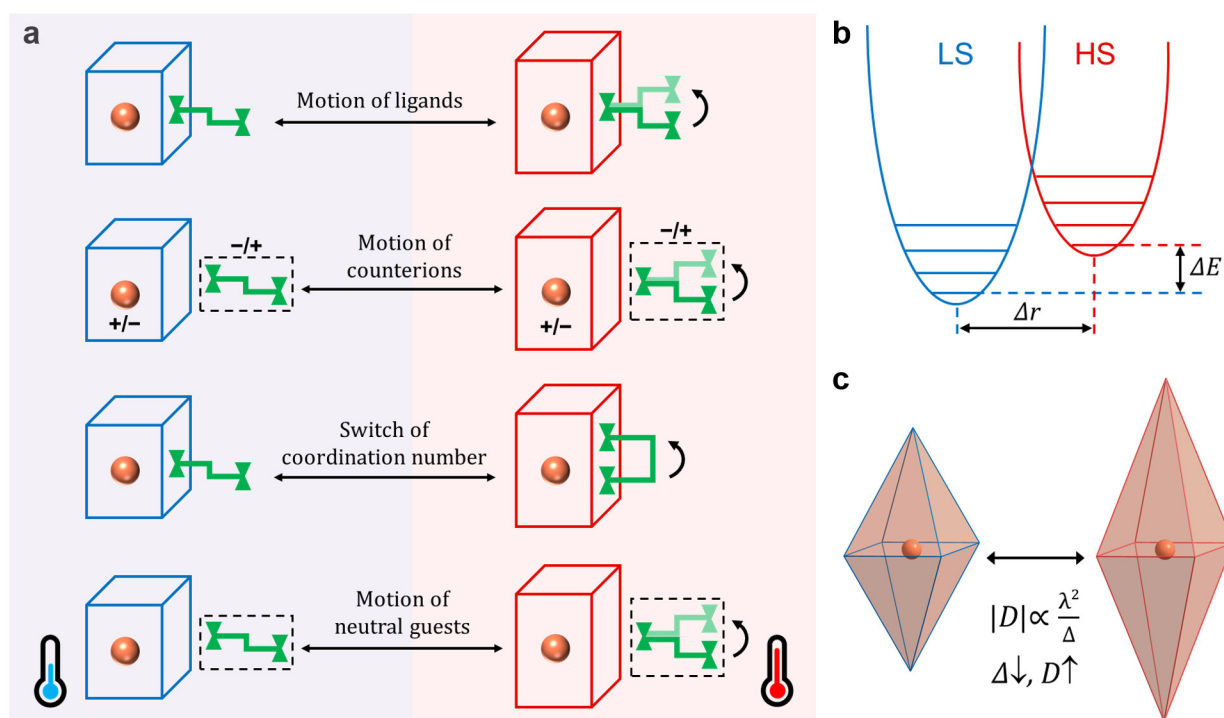 a
Motion of ligands
−/+
−/+
Motion of
counterions
+/−
+/−
Switch of
coordination number
Motion of
neutral guests
b
LS
HS
ΔE
Δr
c
|D|∝ λ²/Δ
Δ↓, D↑